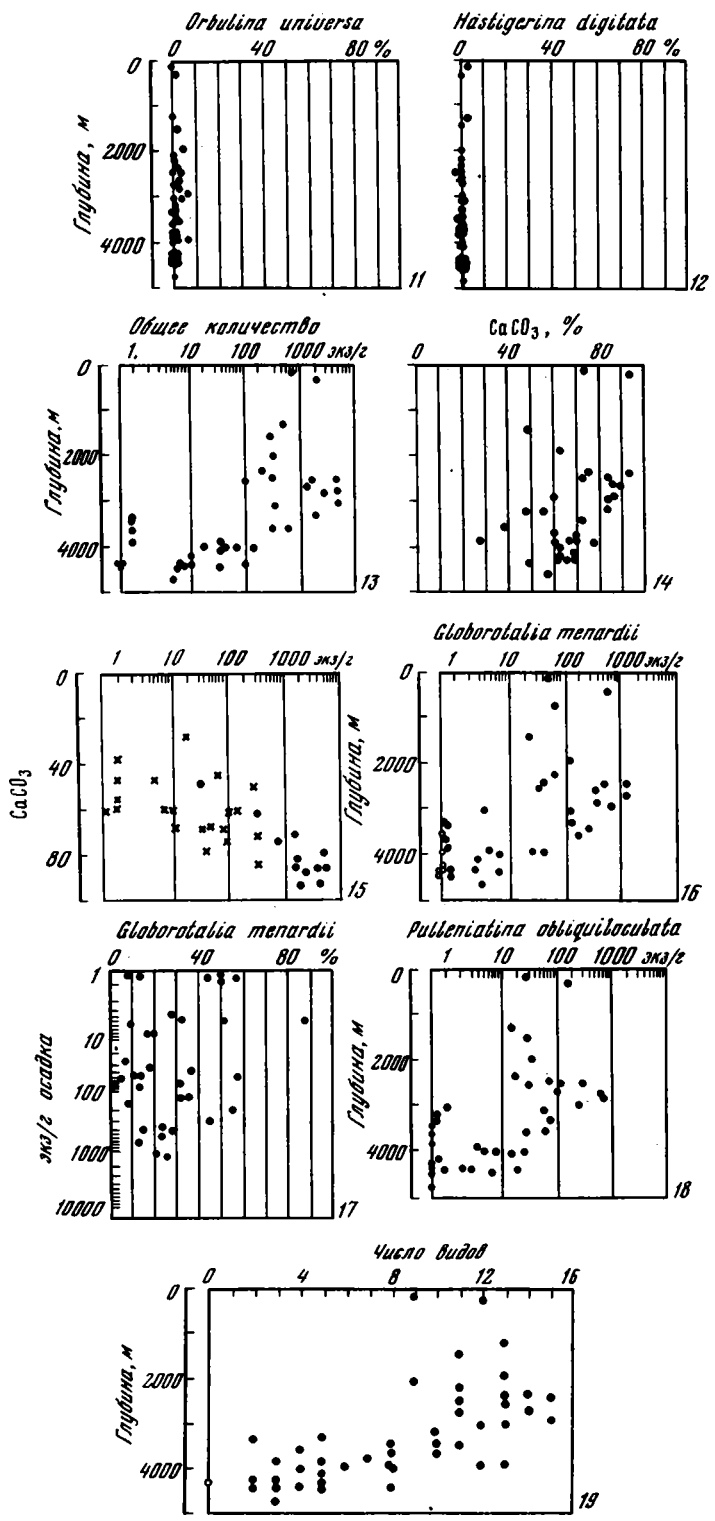 Orbulina universa
0 40 80 %
Hastigerina digitata
0 40 80 %
Глубина, м
0
2000
4000
11
12
Общее количество
1. 10 100 1000 экз/г
CaCO₃, %
0 40 80
Глубина, м
0
2000
4000
13
14
1 10 100 1000 экз/г
CaCO₃
0
40
80
15
Globorotalia menardii
1 10 100 1000 экз/г
Глубина, м
0
2000
4000
16
Globorotalia menardii
0 40 80 %
экз/г осадка
1
10
100
1000
10000
17
Pulleniatina obliquiloculata
1 10 100 1000 экз/г
Глубина, м
0
2000
4000
18
Число видов
0 4 8 12 16
Глубина, м
0
2000
4000
19